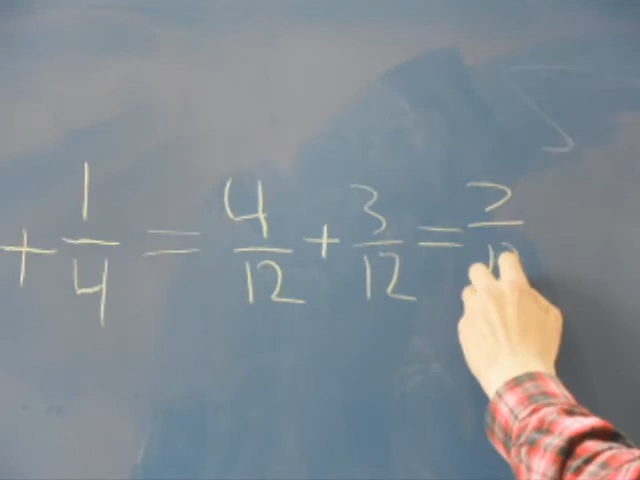 + 1/4 = 4/12 + 3/12 =